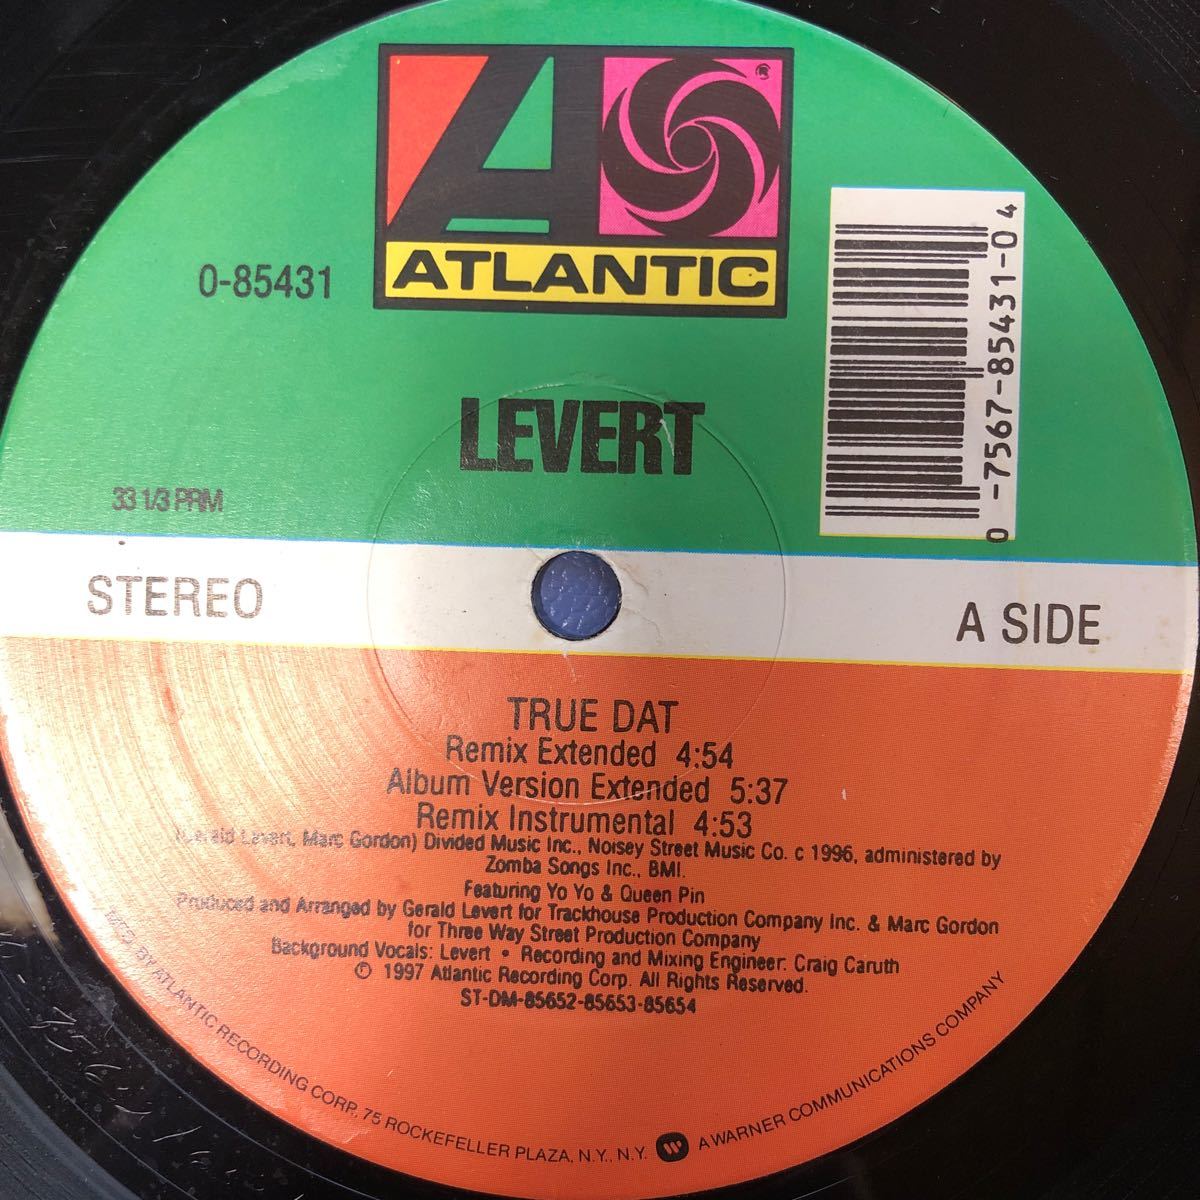 ATLANTIC
®
0-85431
0-7567-85431-0 4
LEVERT
33 1/3 PRM
STEREO
A SIDE
TRUE DAT
Remix Extended 4:54
Album Version Extended 5:37
Remix Instrumental 4:53
(Gerald Levert, Marc Gordon) Divided Music Inc., Noisey Street Music Co. c 1996, administered by
Zomba Songs Inc., BMI.
Featuring Yo Yo & Queen Pin
Produced and Arranged by Gerald Levert for Trackhouse Production Company Inc. & Marc Gordon
for Three Way Street Production Company
Background Vocals: Levert • Recording and Mixing Engineer: Craig Caruth
℗ 1997 Atlantic Recording Corp. All Rights Reserved.
ST-DM-85652-85653-85654
MFD. BY ATLANTIC RECORDING CORP., 75 ROCKEFELLER PLAZA, N.Y., N.Y. A WARNER COMMUNICATIONS COMPANY